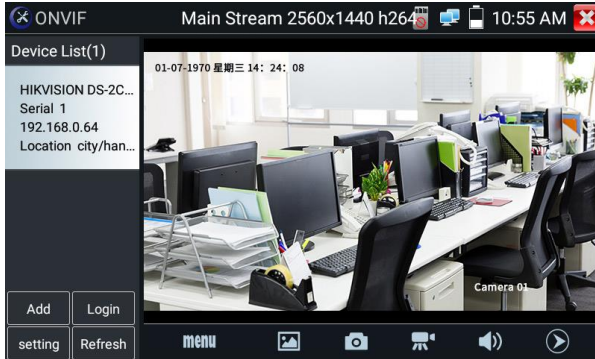 ONVIF
Main Stream 2560x1440 h264
10:55 AM
Device List(1)
HIKVISION DS-2C...
Serial 1
192.168.0.64
Location city/han...
01-07-1970 星期三 14：24：08
Camera 01
Add
Login
setting
Refresh
menu